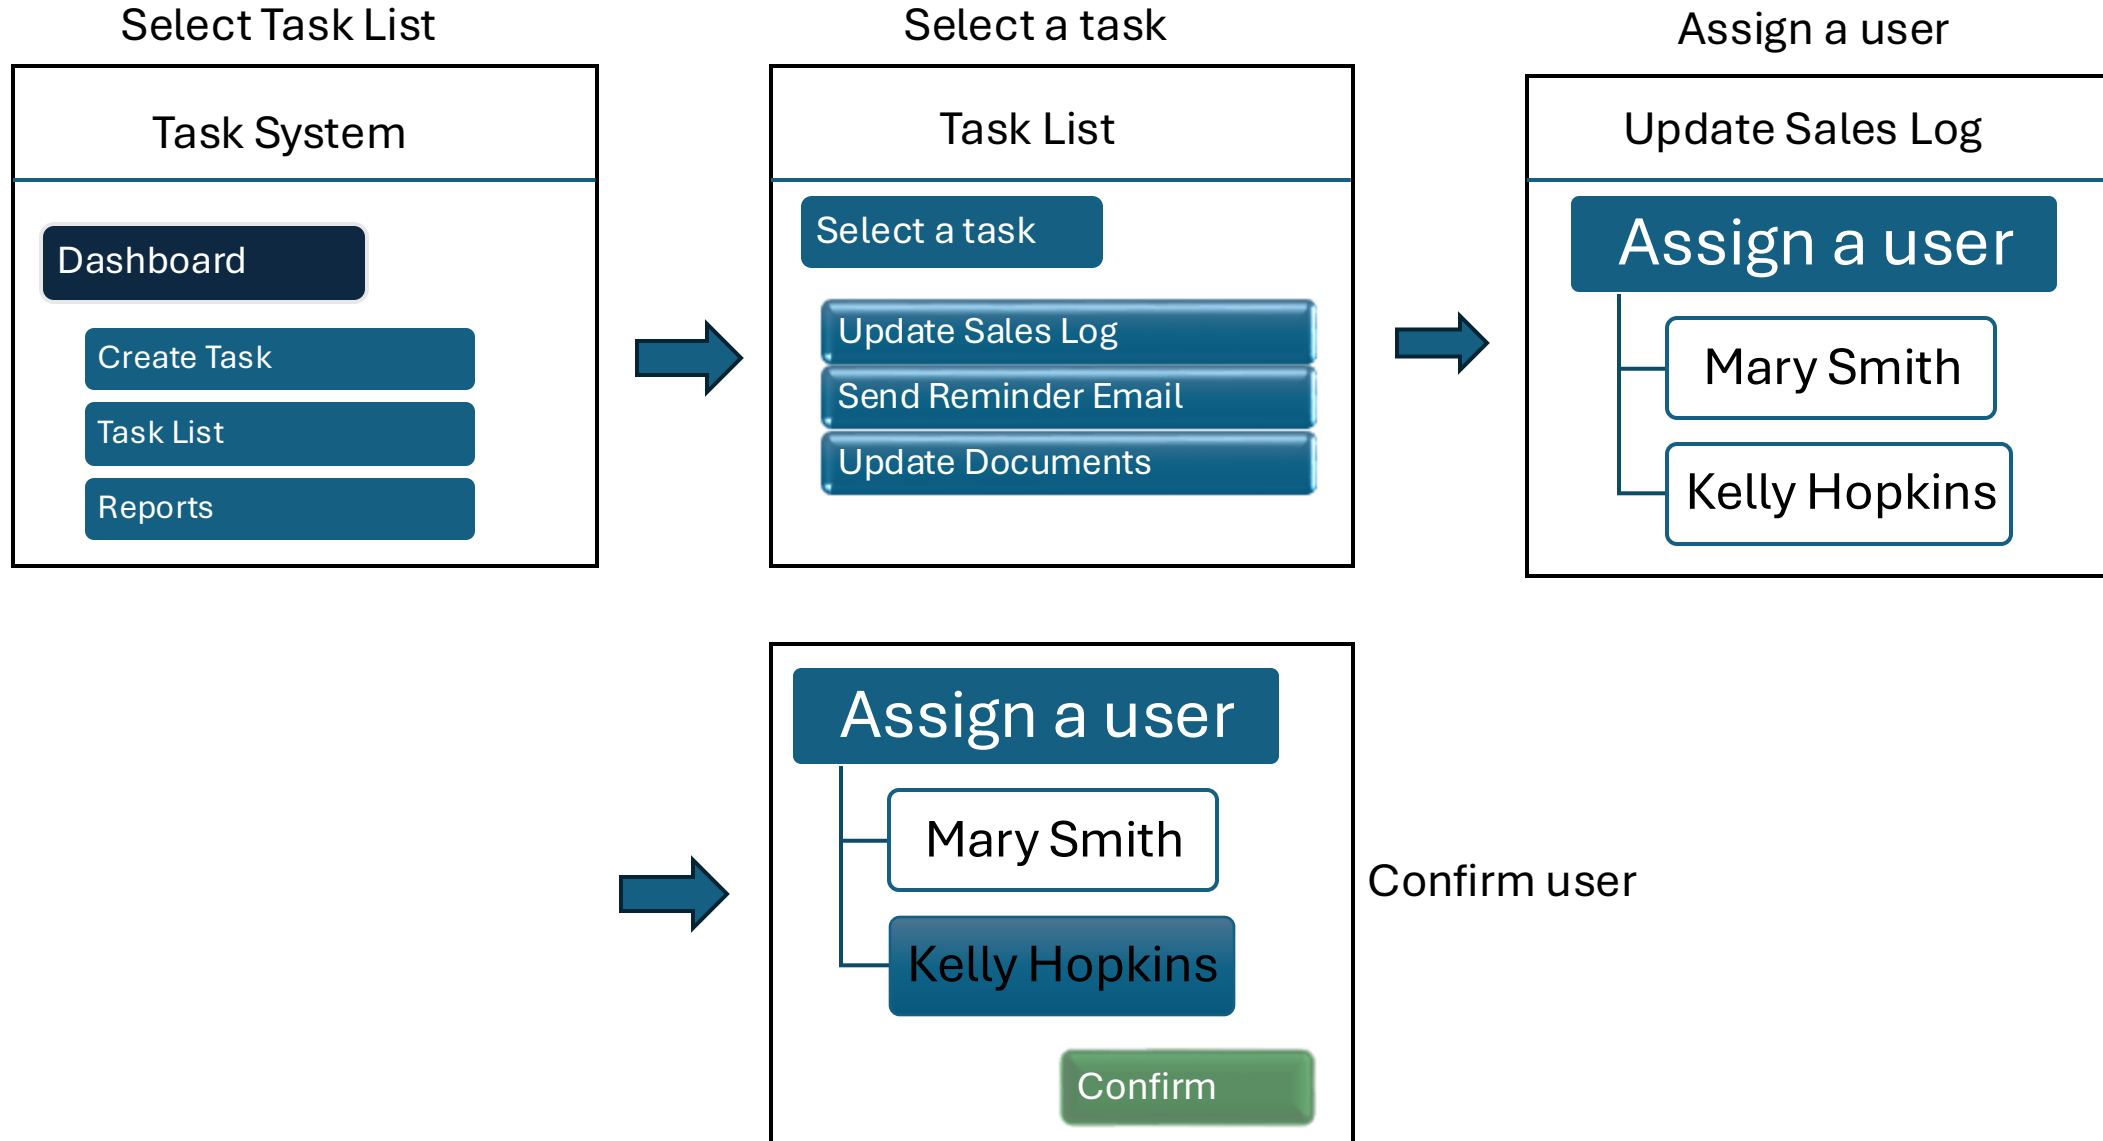 Select Task List
Task System
Dashboard
Create Task
Task List
Reports
Select a task
Task List
Select a task
Update Sales Log
Send Reminder Email
Update Documents
Assign a user
Update Sales Log
Assign a user
Mary Smith
Kelly Hopkins
Assign a user
Mary Smith
Kelly Hopkins
Confirm
Confirm user